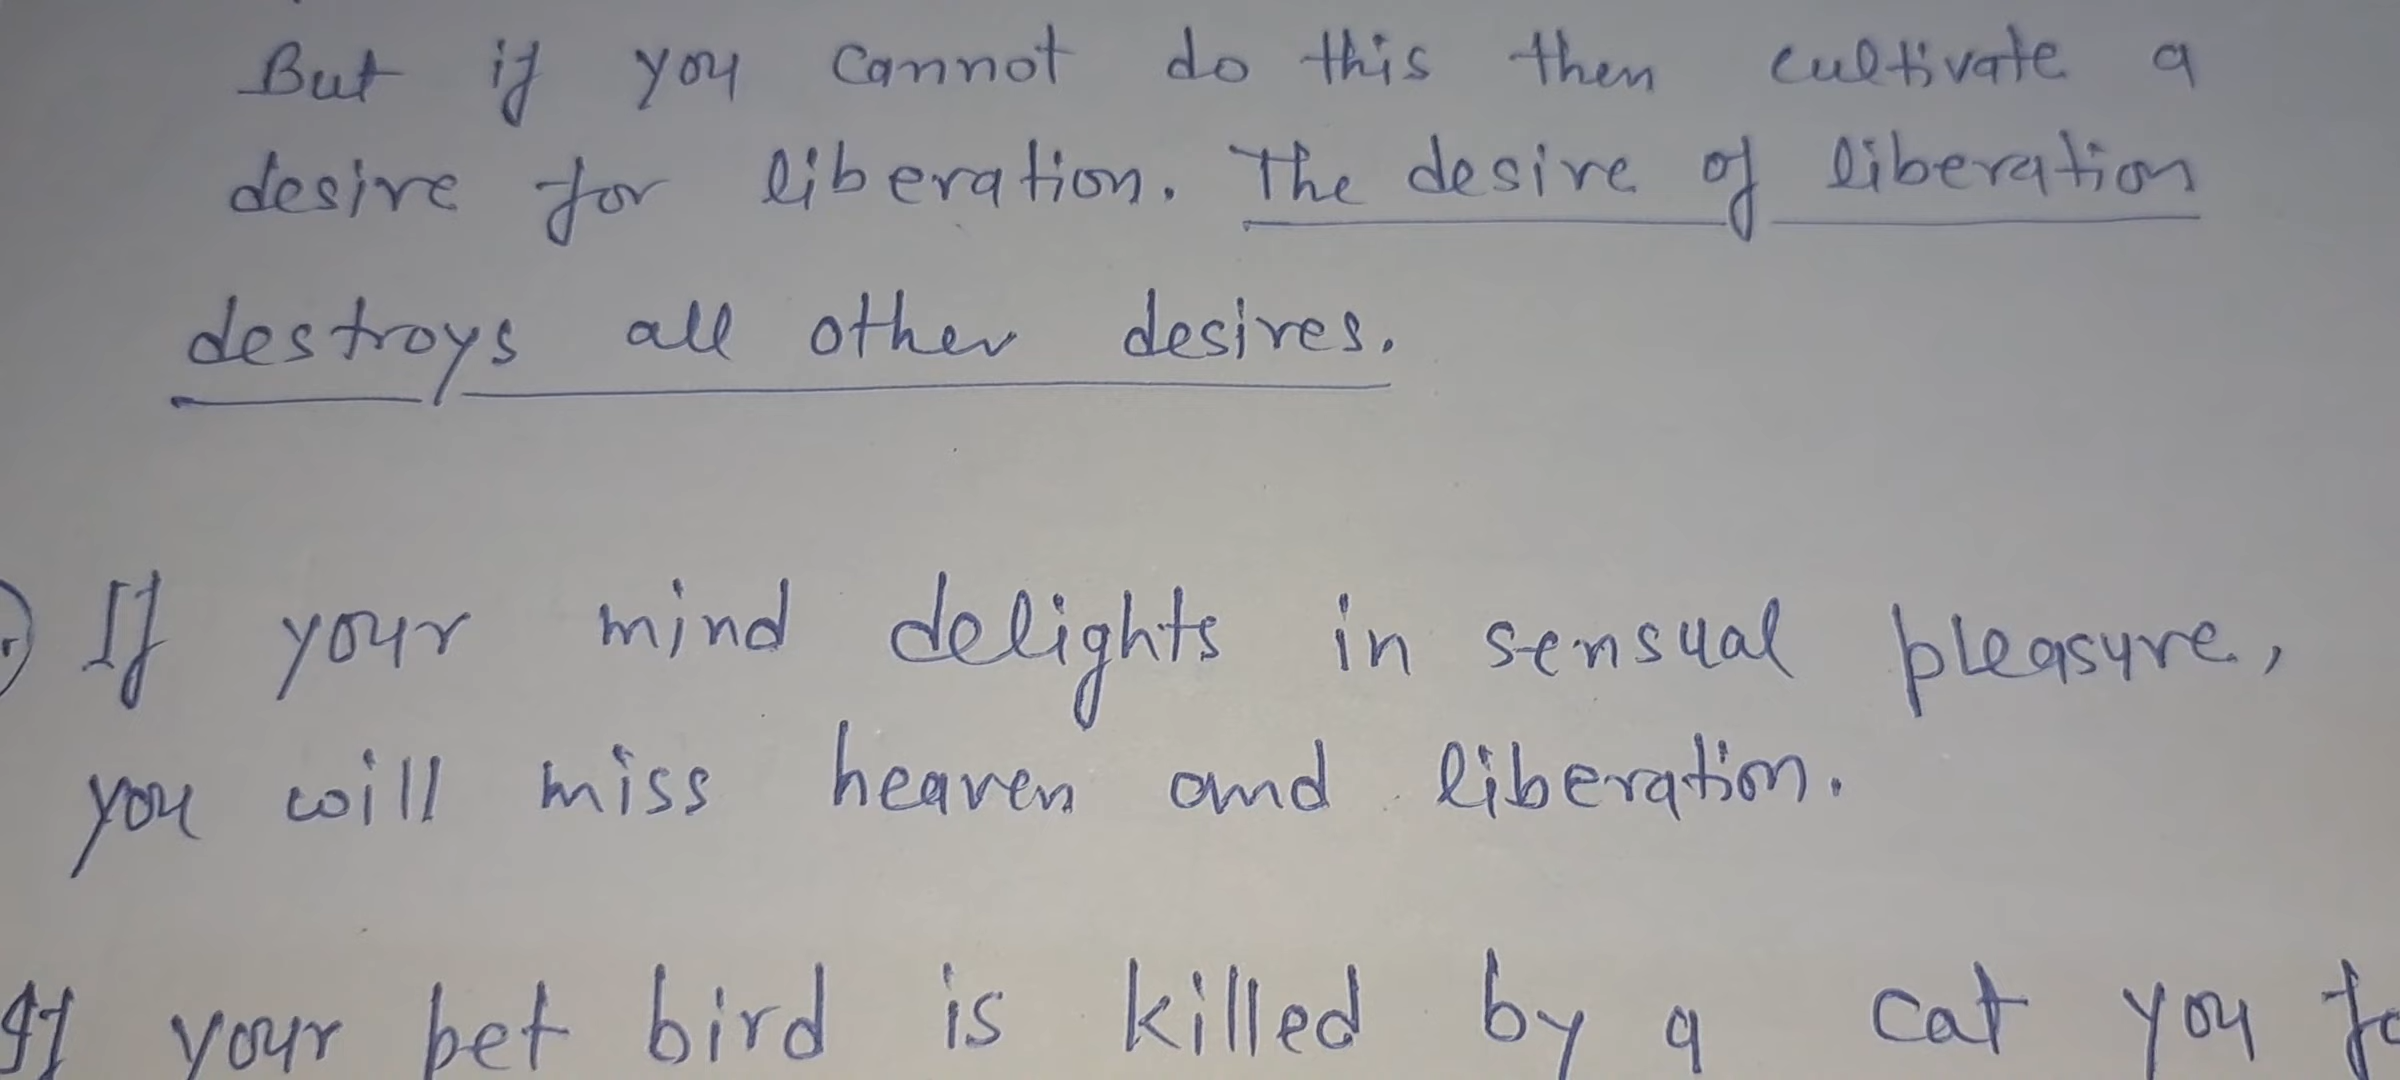 But if you cannot do this then cultivate a
desire for liberation. The desire of liberation
destroys all other desires.
If your mind delights in sensual pleasure,
you will miss heaven and liberation.
If your pet bird is killed by a cat you